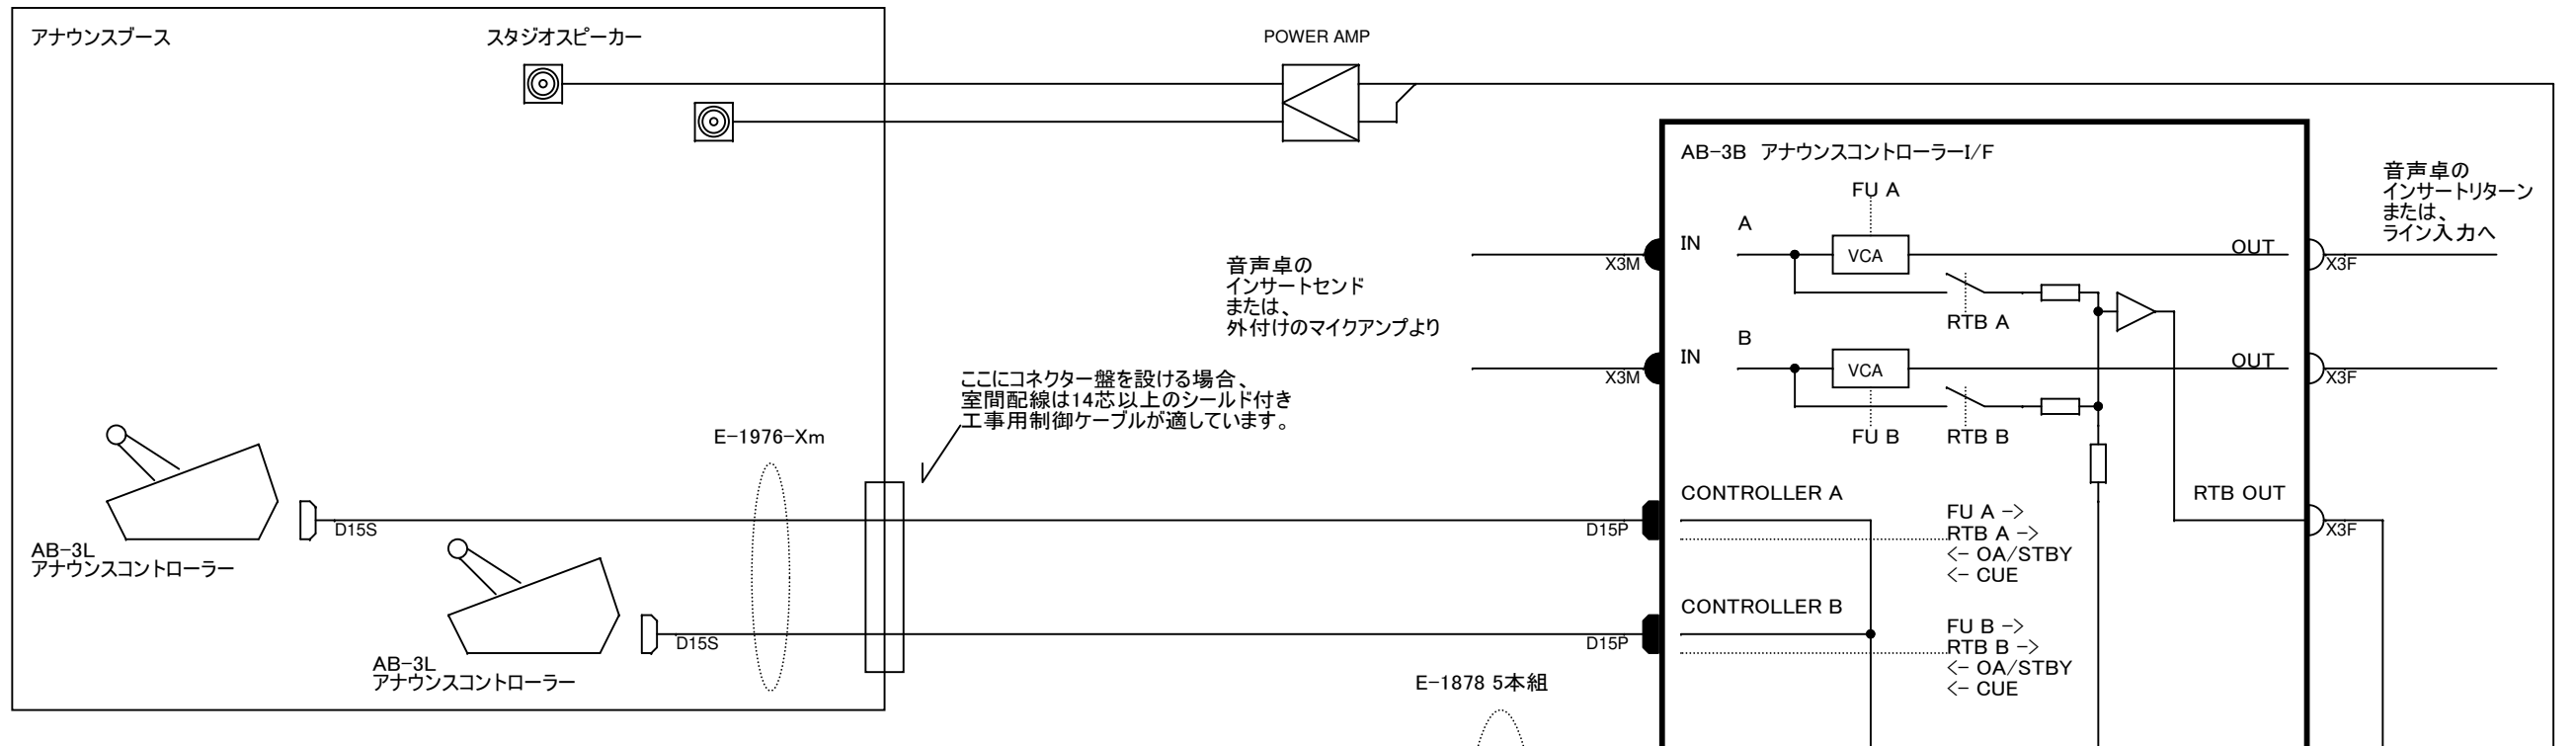 アナウンスブース
スタジオスピーカー
POWER AMP
AB-3B アナウンスコントローラーI/F
音声卓の
インサートリターン
または、
ライン入力へ
FU A
A
IN
VCA
OUT
X3M
X3F
RTB A
音声卓の
インサートセンド
または、
外付けのマイクアンプより
B
IN
VCA
OUT
X3M
X3F
FU B
RTB B
ここにコネクター盤を設ける場合、
室間配線は14芯以上のシールド付き
工事用制御ケーブルが適しています。
E-1976-Xm
CONTROLLER A
RTB OUT
D15S
D15P
X3F
FU A ->
RTB A ->
<- OA/STBY
<- CUE
AB-3L
アナウンスコントローラー
CONTROLLER B
D15S
D15P
FU B ->
RTB B ->
<- OA/STBY
<- CUE
AB-3L
アナウンスコントローラー
E-1878 5本組